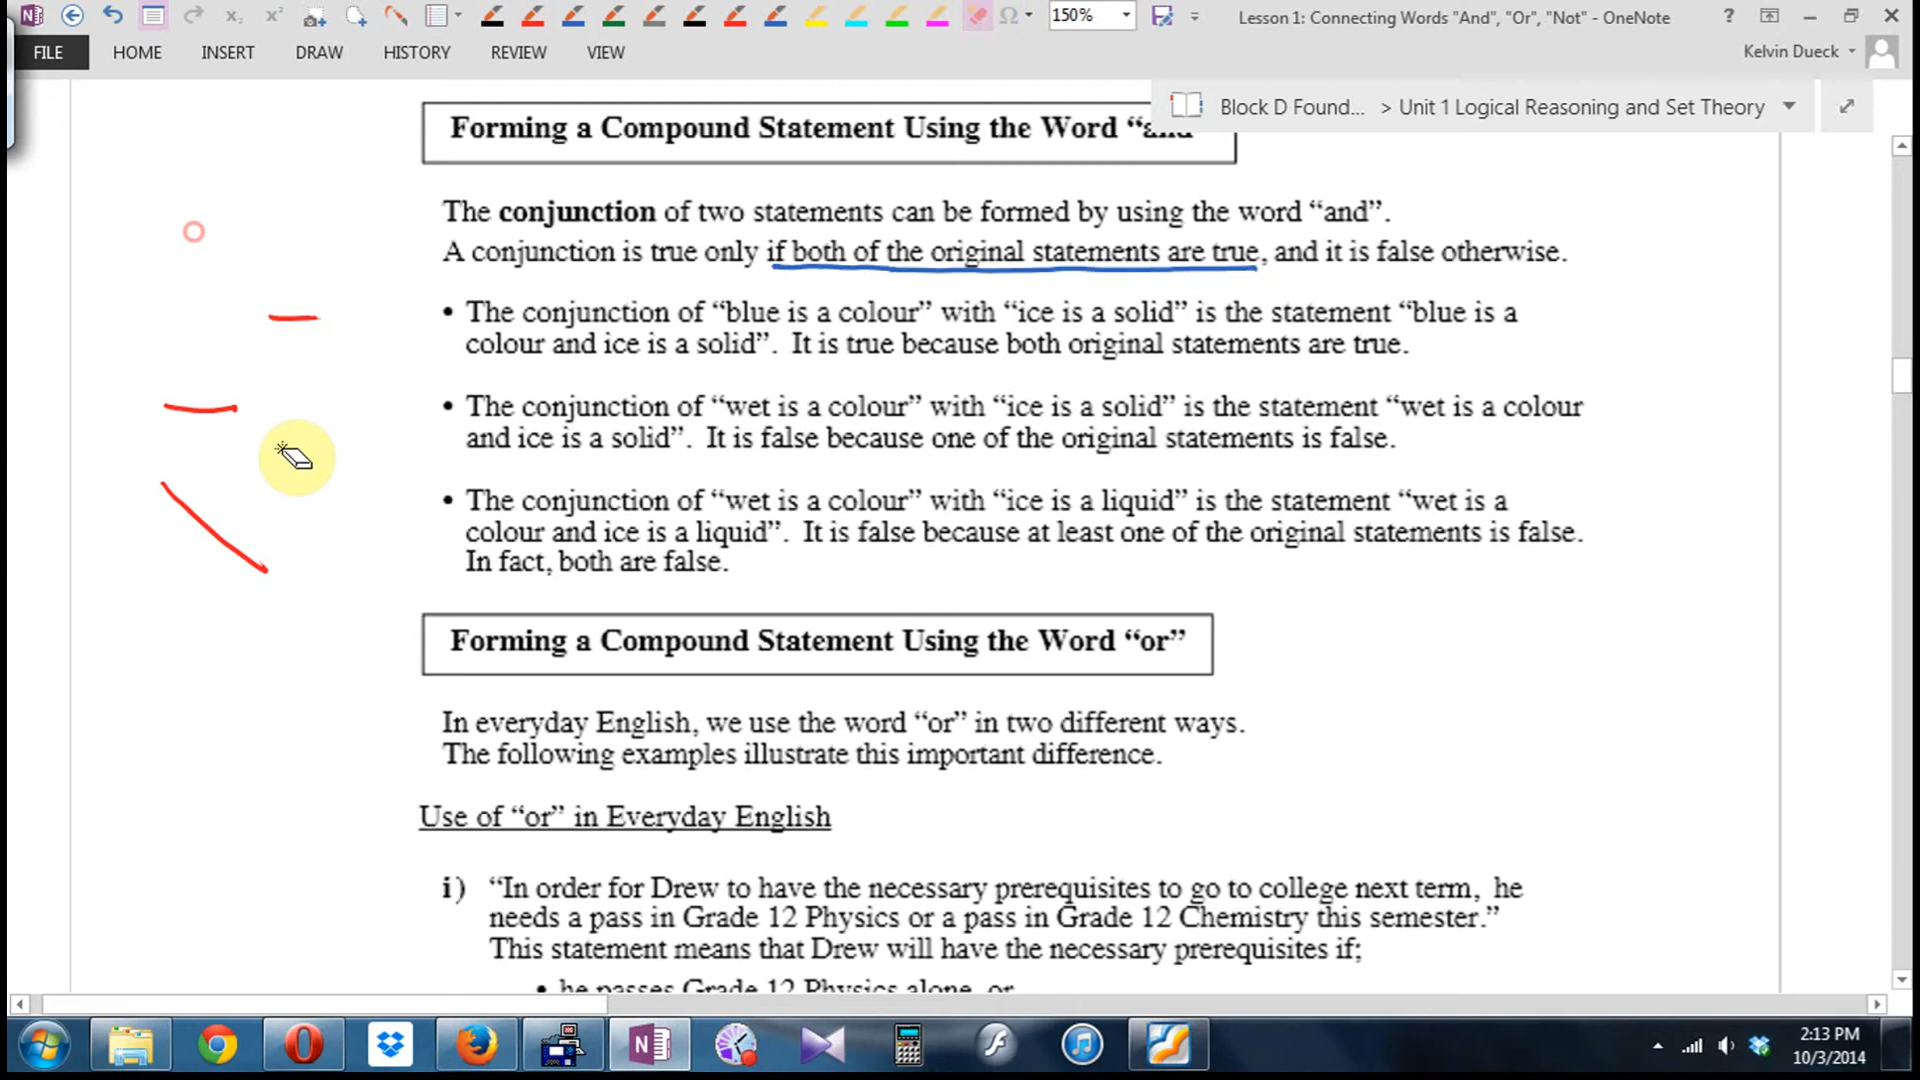 150%
Lesson 1: Connecting Words "And", "Or", "Not" - OneNote
FILE
HOME
INSERT
DRAW
HISTORY
REVIEW
VIEW
Kelvin Dueck
Block D Found... > Unit 1 Logical Reasoning and Set Theory
Forming a Compound Statement Using the Word “and
The conjunction of two statements can be formed by using the word “and”.
A conjunction is true only if both of the original statements are true, and it is false otherwise.
• The conjunction of “blue is a colour” with “ice is a solid” is the statement “blue is a
colour and ice is a solid”. It is true because both original statements are true.
• The conjunction of “wet is a colour” with “ice is a solid” is the statement “wet is a colour
and ice is a solid”. It is false because one of the original statements is false.
• The conjunction of “wet is a colour” with “ice is a liquid” is the statement “wet is a
colour and ice is a liquid”. It is false because at least one of the original statements is false.
In fact, both are false.
Forming a Compound Statement Using the Word “or”
In everyday English, we use the word “or” in two different ways.
The following examples illustrate this important difference.
Use of “or” in Everyday English
i) “In order for Drew to have the necessary prerequisites to go to college next term, he
needs a pass in Grade 12 Physics or a pass in Grade 12 Chemistry this semester.”
This statement means that Drew will have the necessary prerequisites if;
• he passes Grade 12 Physics alone, or
2:13 PM
10/3/2014